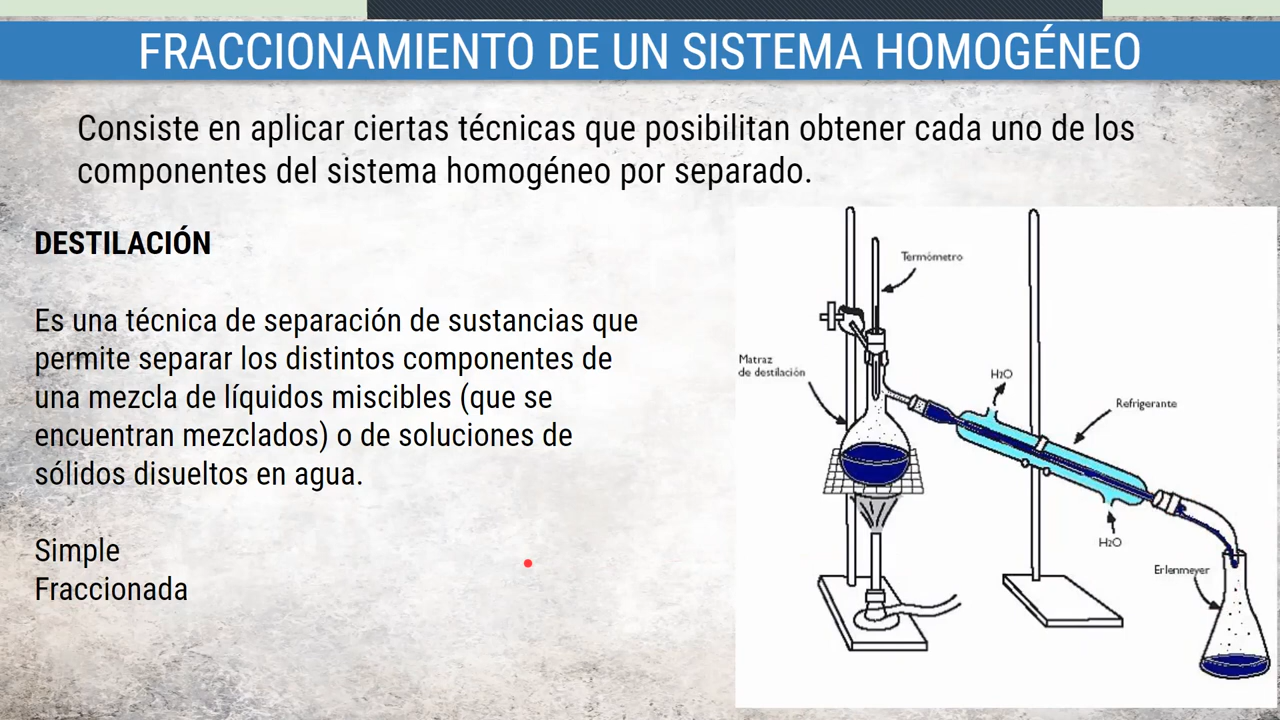 FRACCIONAMIENTO DE UN SISTEMA HOMOGÉNEO
Consiste en aplicar ciertas técnicas que posibilitan obtener cada uno de los
componentes del sistema homogéneo por separado.
DESTILACIÓN
Es una técnica de separación de sustancias que
permite separar los distintos componentes de
una mezcla de líquidos miscibles (que se
encuentran mezclados) o de soluciones de
sólidos disueltos en agua.
Simple
Fraccionada
Termómetro
Matraz
de destilación
H2O
Refrigerante
H2O
Erlenmeyer